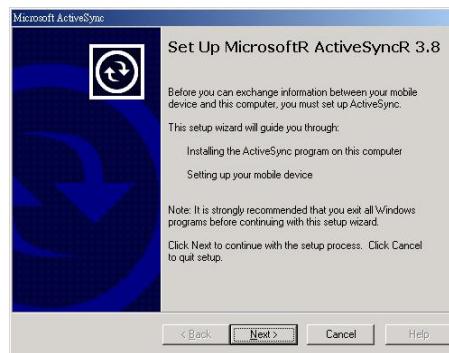 Microsoft ActiveSync
Set Up MicrosoftR ActiveSyncR 3.8
Before you can exchange information between your mobile
device and this computer, you must set up ActiveSync.
This setup wizard will guide you through:
Installing the ActiveSync program on this computer
Setting up your mobile device
Note: It is strongly recommended that you exit all Windows
programs before continuing with this setup wizard.
Click Next to continue with the setup process. Click Cancel
to quit setup.
< Back Next > Cancel Help